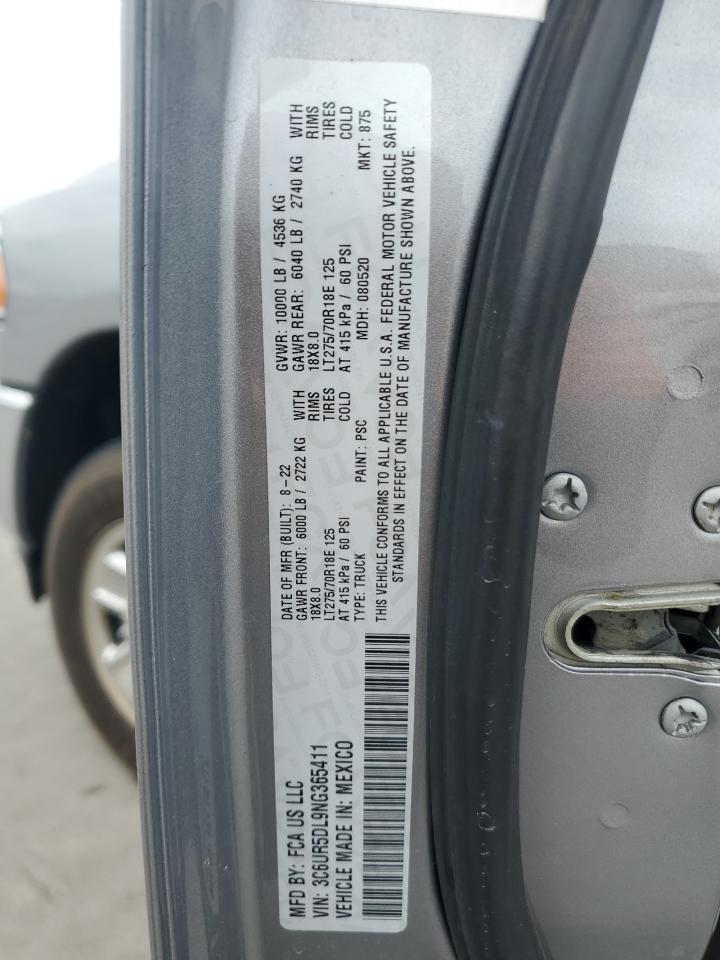 MFD BY: FCA US LLC
VIN: 3C6UR5DL9NG365411
VEHICLE MADE IN: MEXICO
DATE OF MFR (BUILT): 8-22 GVWR: 10000 LB / 4536 KG
GAWR FRONT: 6000 LB / 2722 KG WITH GAWR REAR: 6040 LB / 2740 KG WITH
18X8.0 RIMS 18X8.0 RIMS
LT275/70R18E 125 TIRES LT275/70R18E 125 TIRES
AT 415 kPa / 60 PSI COLD AT 415 kPa / 60 PSI COLD
TYPE: TRUCK PAINT: PSC MDH: 080520 MKT: 875
THIS VEHICLE CONFORMS TO ALL APPLICABLE U.S.A. FEDERAL MOTOR VEHICLE SAFETY
STANDARDS IN EFFECT ON THE DATE OF MANUFACTURE SHOWN ABOVE.